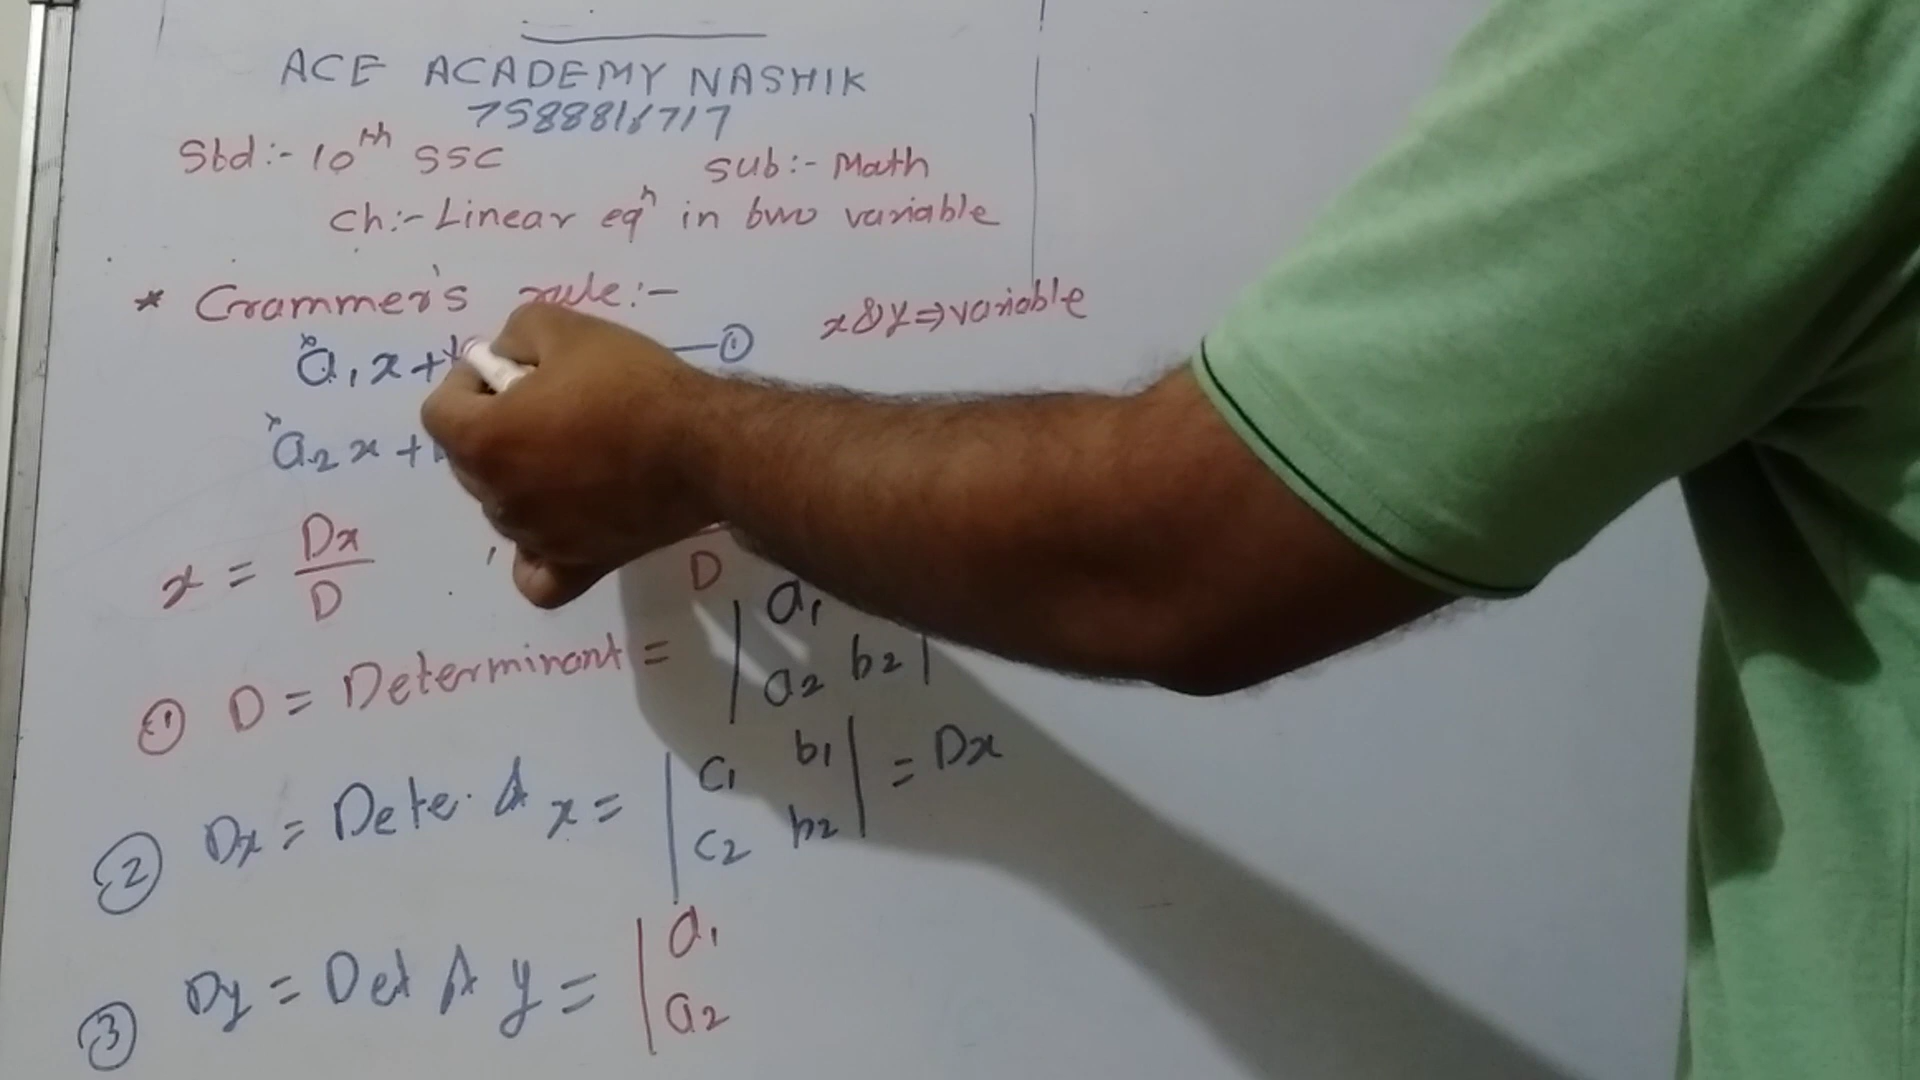 ACE ACADEMY NASHIK
7588816717
Std:- 10th SSC Sub:- Math
Ch:- Linear eqn in two variable
* Crammer's rule:-
x & y ⇒ variable
a1x + ①
a2x +
x = Dx/D , D
① D = Determinant = | a1
a2 b2 |
② Dx = Dete. A x = | c1 b1 | = Dx
c2 b2
③ Dy = Det A y = | a1
a2